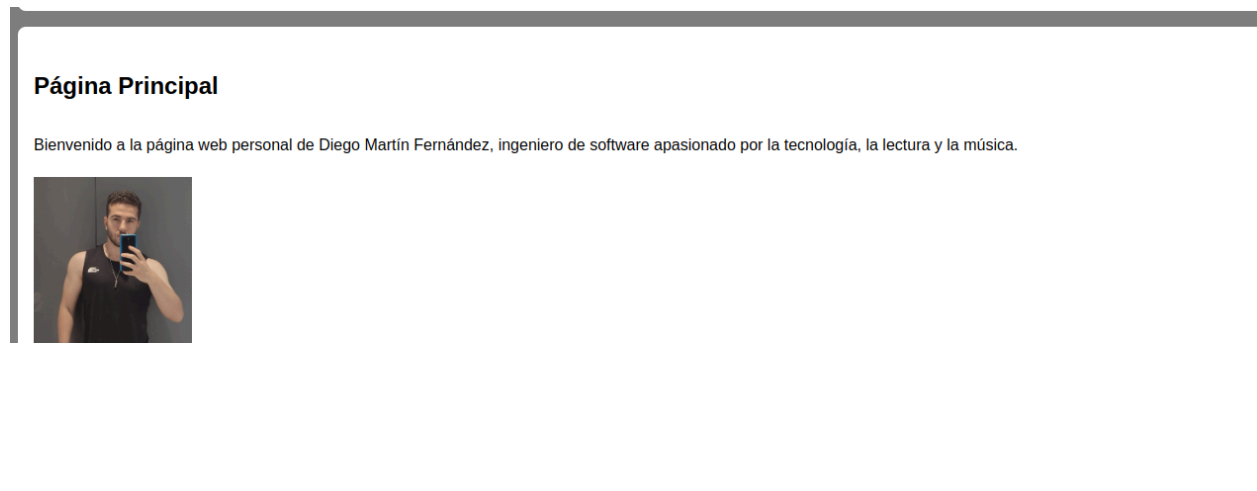 Página Principal
Bienvenido a la página web personal de Diego Martín Fernández, ingeniero de software apasionado por la tecnología, la lectura y la música.